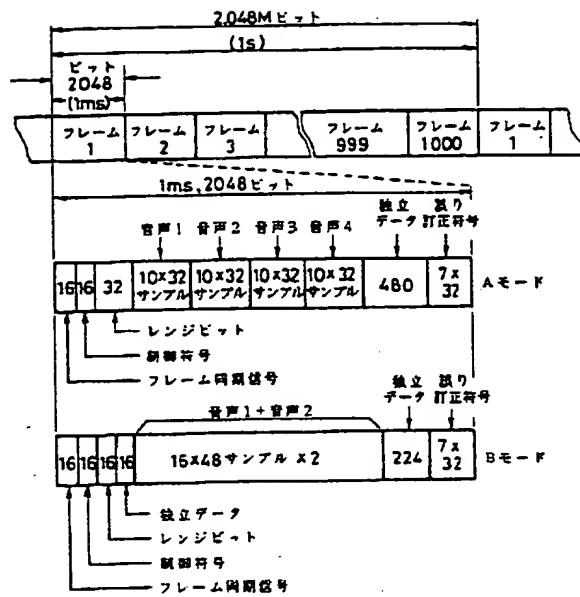 2.048Mビット
(1s)
ビット
2048
(1ms)
フレーム 1 フレーム 2 フレーム 3 フレーム 999 フレーム 1000 フレーム 1
1ms, 2048ビット
音声1 音声2 音声3 音声4 独立データ 誤り訂正符号
16 16 32 10×32サンプル 10×32サンプル 10×32サンプル 10×32サンプル 480 7×32 Aモード
レンジビット
制御符号
フレーム同期信号
音声1+音声2 独立データ 誤り訂正符号
16 16 16 16 16×48サンプル×2 224 7×32 Bモード
独立データ
レンジビット
制御符号
フレーム同期信号